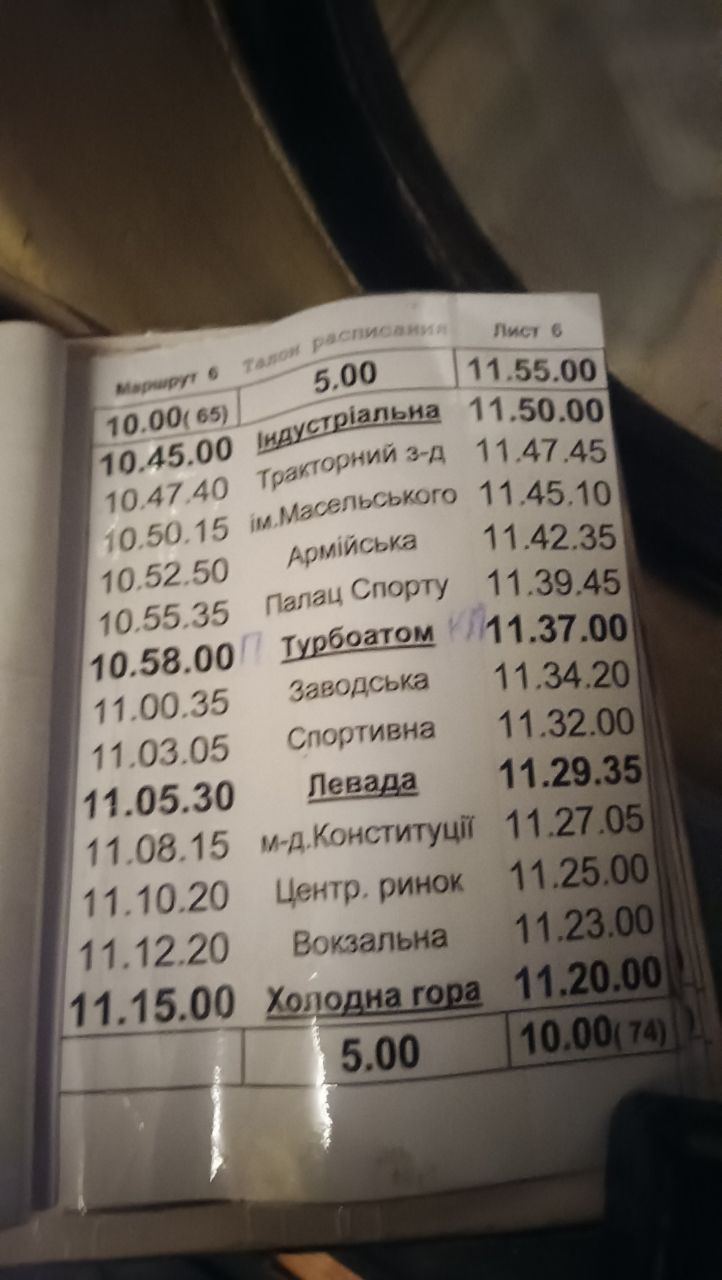 Маршрут 6 Талон расписания Лист 6
10.00( 65) 5.00 11.55.00
10.45.00 Індустріальна 11.50.00
10.47.40 Тракторний з-д 11.47.45
10.50.15 ім.Масельського 11.45.10
10.52.50 Армійська 11.42.35
10.55.35 Палац Спорту 11.39.45
10.58.00 П Турбоатом КП 11.37.00
11.00.35 Заводська 11.34.20
11.03.05 Спортивна 11.32.00
11.05.30 Левада 11.29.35
11.08.15 м-д.Конституції 11.27.05
11.10.20 Центр. ринок 11.25.00
11.12.20 Вокзальна 11.23.00
11.15.00 Холодна гора 11.20.00
5.00 10.00( 74)